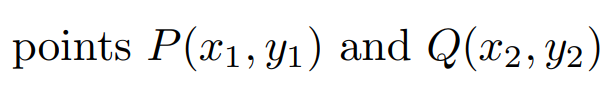 points P(x₁, y₁) and Q(x₂, y₂)